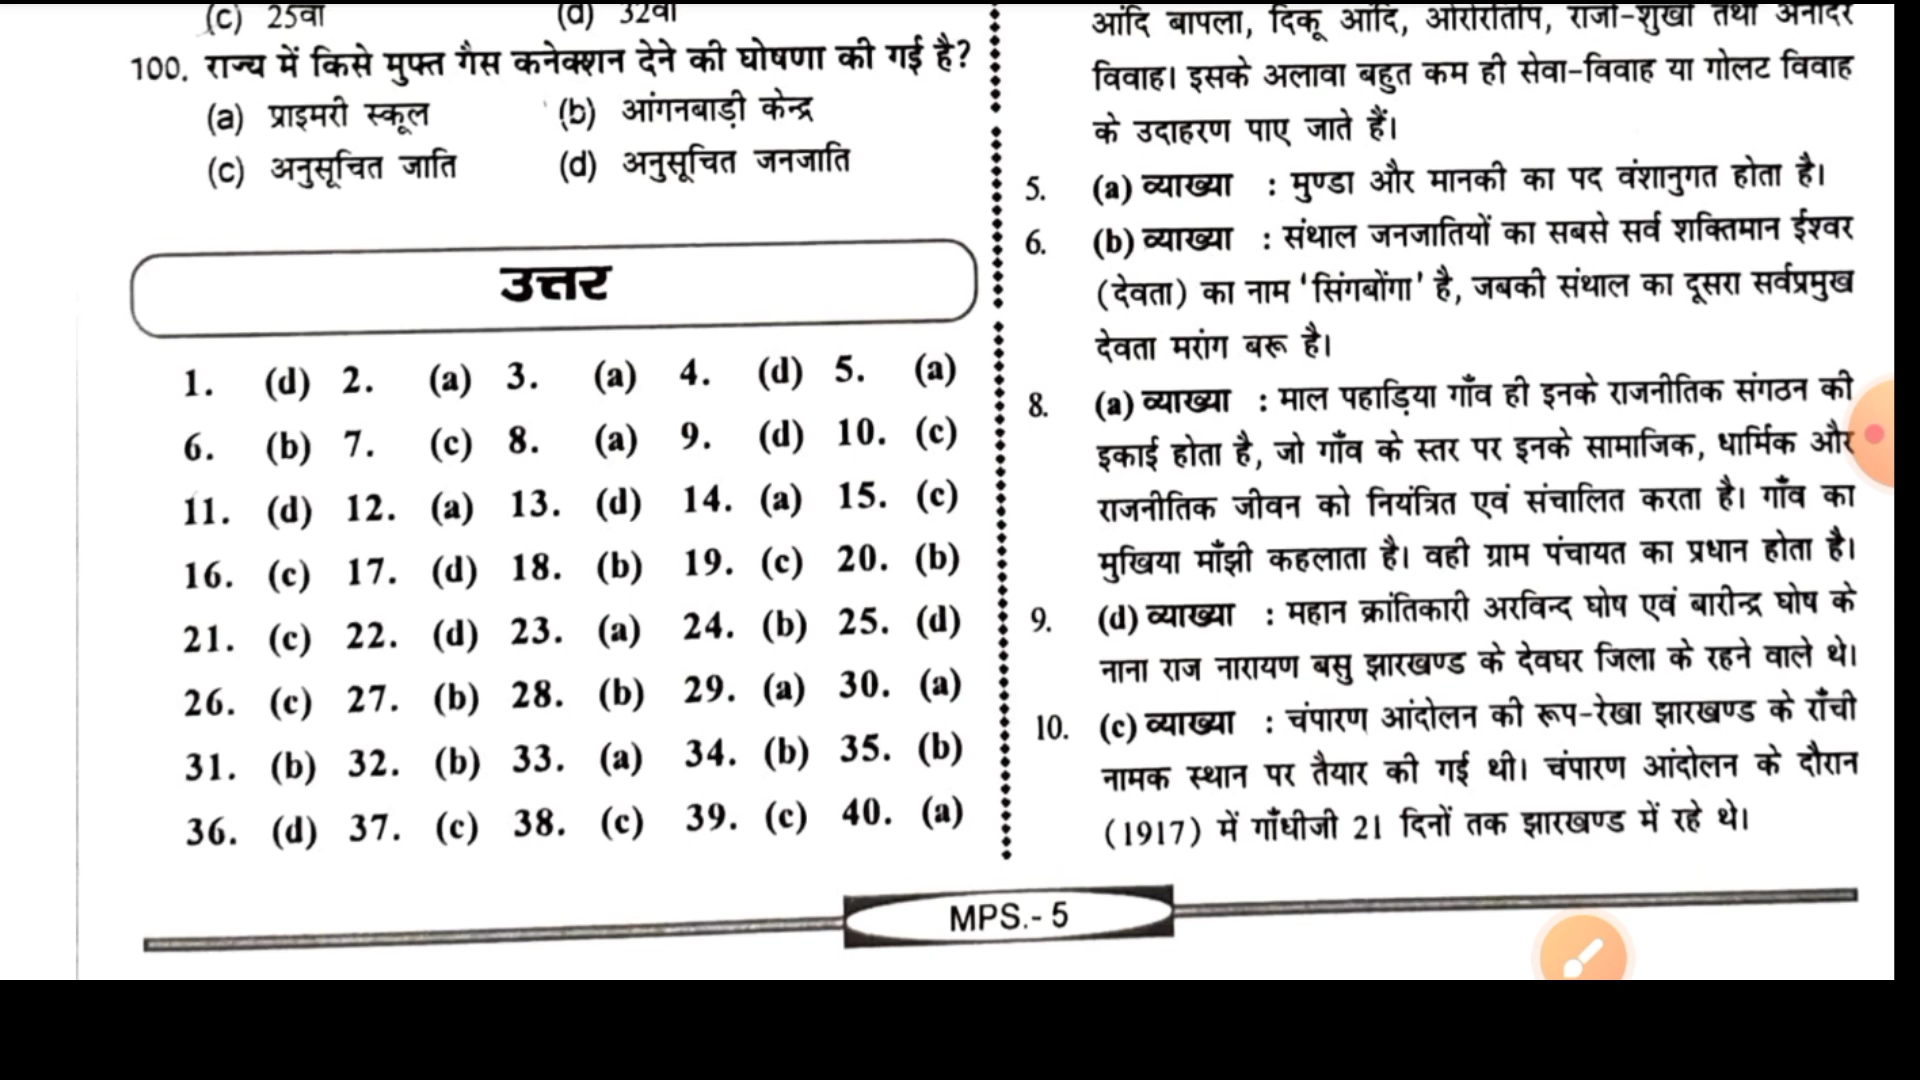 (c) 25वां (d) 32वां
100. राज्य में किसे मुफ्त गैस कनेक्शन देने की घोषणा की गई है?
(a) प्राइमरी स्कूल (b) आंगनबाड़ी केन्द्र
(c) अनुसूचित जाति (d) अनुसूचित जनजाति
उत्तर
1. (d) 2. (a) 3. (a) 4. (d) 5. (a)
6. (b) 7. (c) 8. (a) 9. (d) 10. (c)
11. (d) 12. (a) 13. (d) 14. (a) 15. (c)
16. (c) 17. (d) 18. (b) 19. (c) 20. (b)
21. (c) 22. (d) 23. (a) 24. (b) 25. (d)
26. (c) 27. (b) 28. (b) 29. (a) 30. (a)
31. (b) 32. (b) 33. (a) 34. (b) 35. (b)
36. (d) 37. (c) 38. (c) 39. (c) 40. (a)
आंदि बापला, दिकू आदि, तथा अनादर
विवाह। इसके अलावा बहुत कम ही सेवा-विवाह या गोलट विवाह
के उदाहरण पाए जाते हैं।
5. (a) व्याख्या : मुण्डा और मानकी का पद वंशानुगत होता है।
6. (b) व्याख्या : संथाल जनजातियों का सबसे सर्व शक्तिमान ईश्वर
(देवता) का नाम 'सिंगबोंगा' है, जबकी संथाल का दूसरा सर्वप्रमुख
देवता मरांग बरू है।
8. (a) व्याख्या : माल पहाड़िया गाँव ही इनके राजनीतिक संगठन की
इकाई होता है, जो गाँव के स्तर पर इनके सामाजिक, धार्मिक और
राजनीतिक जीवन को नियंत्रित एवं संचालित करता है। गाँव का
मुखिया माँझी कहलाता है। वही ग्राम पंचायत का प्रधान होता है।
9. (d) व्याख्या : महान क्रांतिकारी अरविन्द घोष एवं बारीन्द्र घोष के
नाना राज नारायण बसु झारखण्ड के देवघर जिला के रहने वाले थे।
10. (c) व्याख्या : चंपारण आंदोलन की रूप-रेखा झारखण्ड के राँची
नामक स्थान पर तैयार की गई थी। चंपारण आंदोलन के दौरान
(1917) में गाँधीजी 21 दिनों तक झारखण्ड में रहे थे।
MPS.- 5